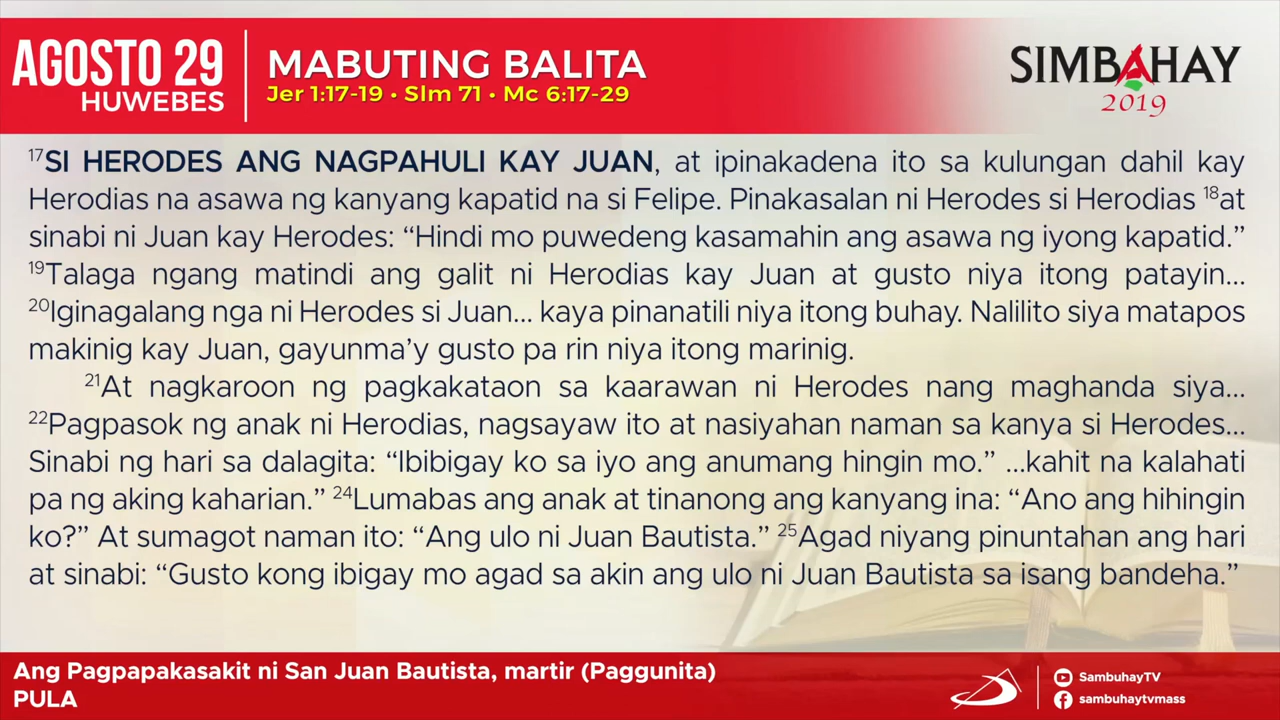 AGOSTO 29
HUWEBES
MABUTING BALITA
Jer 1:17-19 • Slm 71 • Mc 6:17-29
SIMBAHAY
2019
17SI HERODES ANG NAGPAHULI KAY JUAN, at ipinakadena ito sa kulungan dahil kay
Herodias na asawa ng kanyang kapatid na si Felipe. Pinakasalan ni Herodes si Herodias 18at
sinabi ni Juan kay Herodes: “Hindi mo puwedeng kasamahin ang asawa ng iyong kapatid.”
19Talaga ngang matindi ang galit ni Herodias kay Juan at gusto niya itong patayin...
20Iginagalang nga ni Herodes si Juan... kaya pinanatili niya itong buhay. Nalilito siya matapos
makinig kay Juan, gayunma’y gusto pa rin niya itong marinig.
21At nagkaroon ng pagkakataon sa kaarawan ni Herodes nang maghanda siya...
22Pagpasok ng anak ni Herodias, nagsayaw ito at nasiyahan naman sa kanya si Herodes...
Sinabi ng hari sa dalagita: “Ibibigay ko sa iyo ang anumang hingin mo.” ...kahit na kalahati
pa ng aking kaharian.” 24Lumabas ang anak at tinanong ang kanyang ina: “Ano ang hihingin
ko?” At sumagot naman ito: “Ang ulo ni Juan Bautista.” 25Agad niyang pinuntahan ang hari
at sinabi: “Gusto kong ibigay mo agad sa akin ang ulo ni Juan Bautista sa isang bandeha.”
Ang Pagpapakasakit ni San Juan Bautista, martir (Paggunita)
PULA
SambuhayTV
sambuhaytvmass